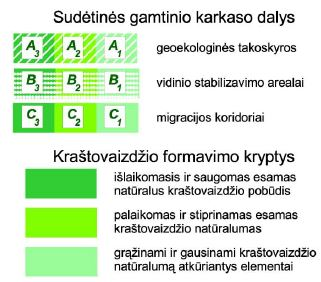 Sudėtinės gamtinio karkaso dalys
A3 A2 A1 geoekologinės takoskyros
B3 B2 B1 vidinio stabilizavimo arealai
C3 C2 C1 migracijos koridoriai
Kraštovaizdžio formavimo kryptys
išlaikomasis ir saugomas esamas
natūralus kraštovaizdžio pobūdis
palaikomas ir stiprinamas esamas
kraštovaizdžio natūralumas
grąžinami ir gausinami kraštovaizdžio
natūralumą atkūriantys elementai